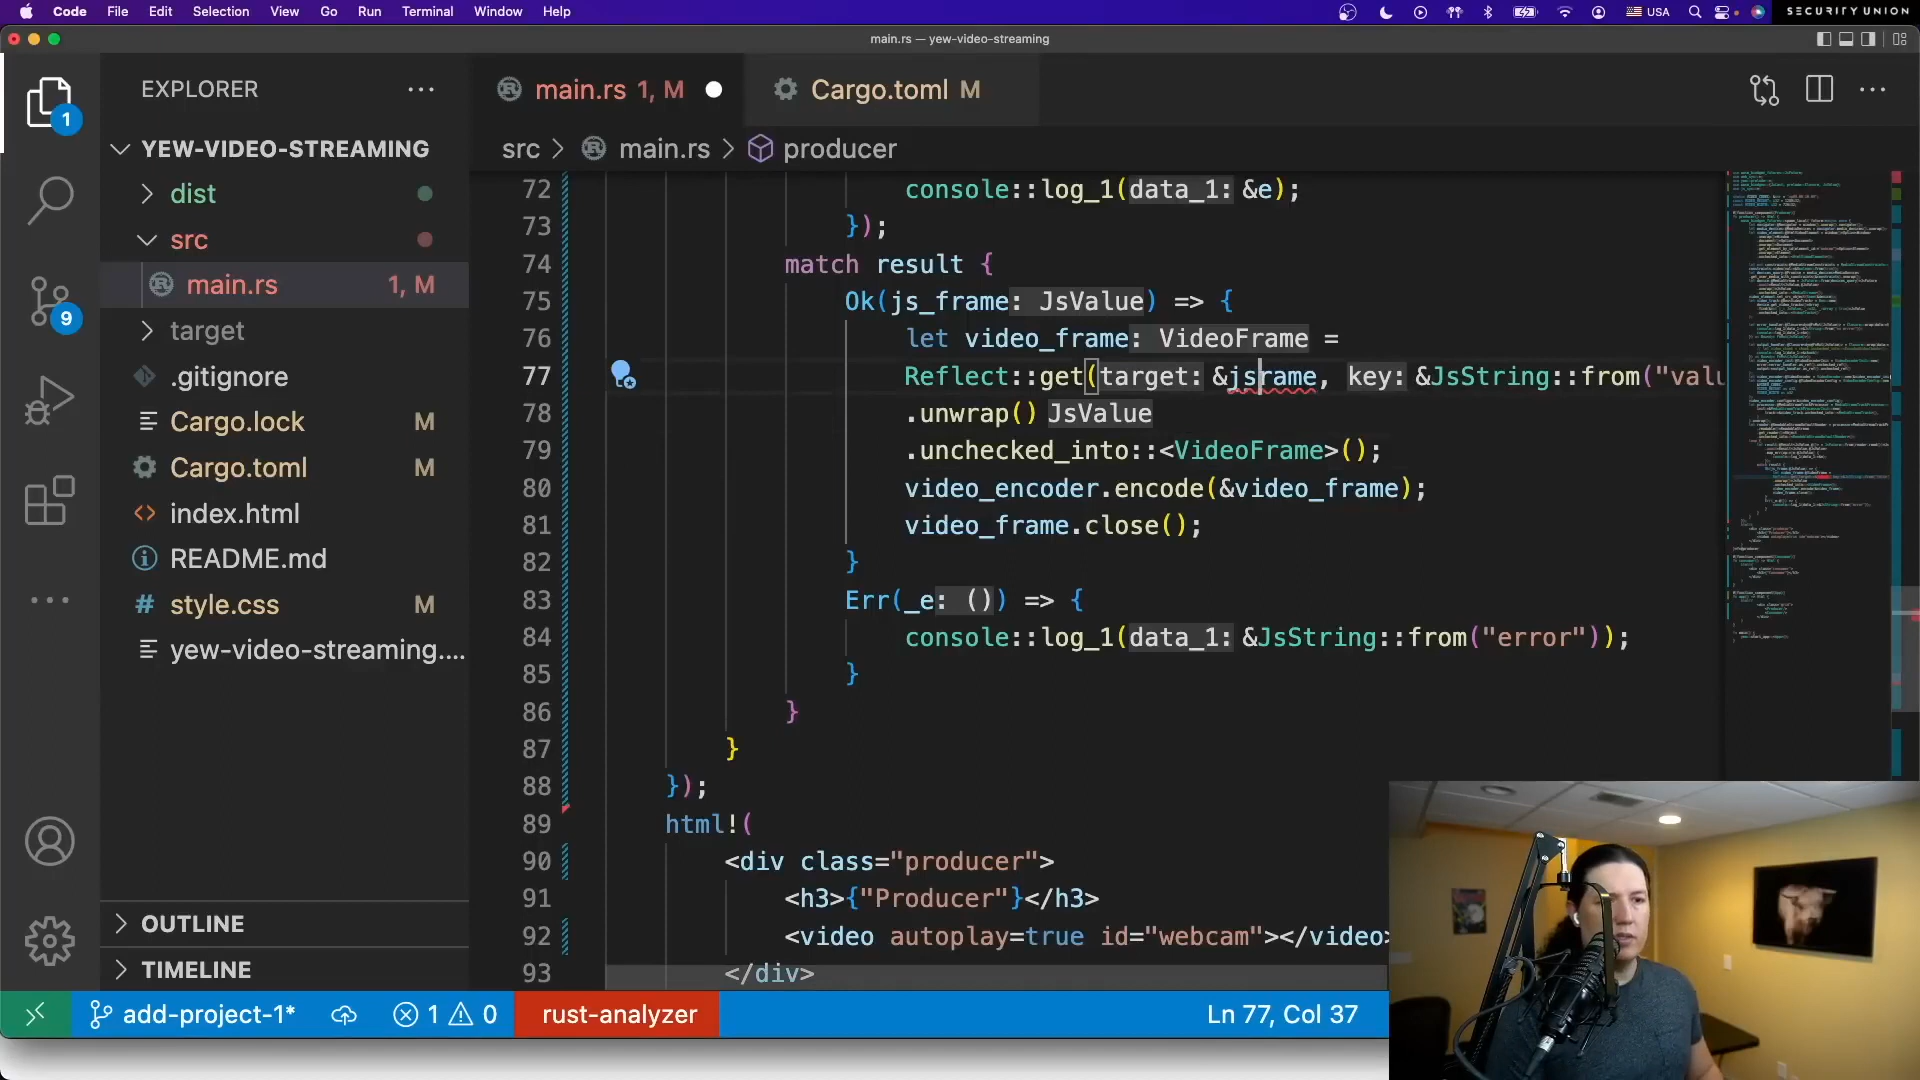 Code File Edit Selection View Go Run Terminal Window Help
USA
SECURITY UNION
main.rs — yew-video-streaming
EXPLORER
1
YEW-VIDEO-STREAMING
dist
src
main.rs 1, M
9
target
.gitignore
Cargo.lock M
Cargo.toml M
index.html
README.md
style.css M
yew-video-streaming....
OUTLINE
TIMELINE
main.rs 1, M
Cargo.toml M
src > main.rs > producer
72 console::log_1(data_1: &e);
73 });
74 match result {
75 Ok(js_frame: JsValue) => {
76 let video_frame: VideoFrame =
77 Reflect::get(target: &jsrame, key: &JsString::from("valu
78 .unwrap() JsValue
79 .unchecked_into::<VideoFrame>();
80 video_encoder.encode(&video_frame);
81 video_frame.close();
82 }
83 Err(_e: ()) => {
84 console::log_1(data_1: &JsString::from("error"));
85 }
86 }
87 }
88 });
89 html!(
90 <div class="producer">
91 <h3>{"Producer"}</h3>
92 <video autoplay=true id="webcam"></video>
93 </div>
add-project-1* 1 0 rust-analyzer Ln 77, Col 37